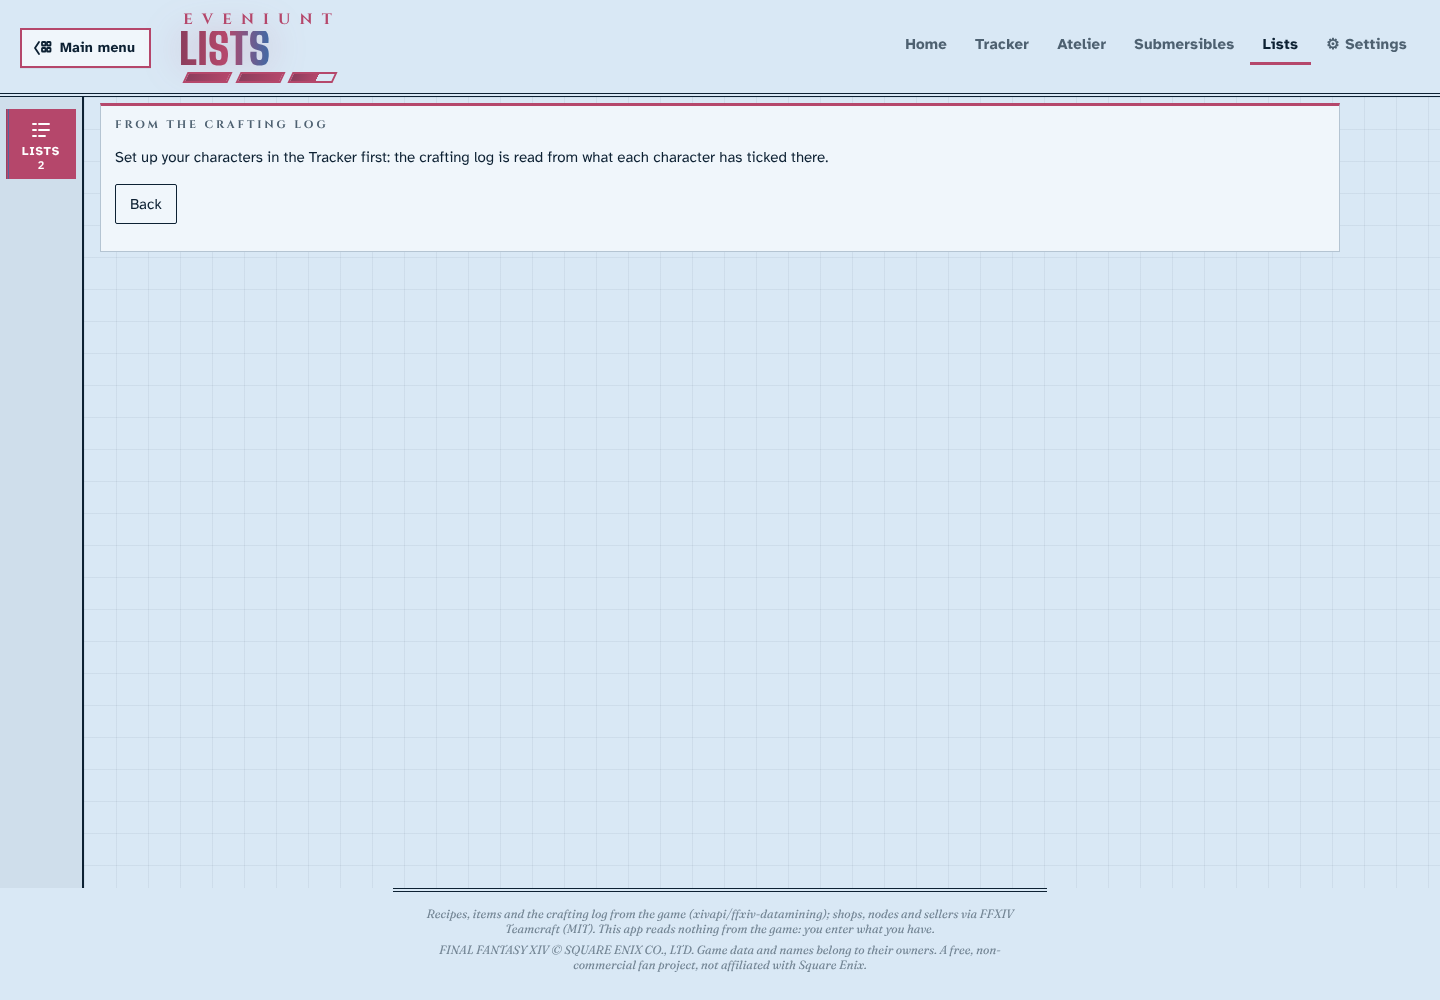 Main menu
EVENIUNT
LISTS
Home
Tracker
Atelier
Submersibles
Lists
⚙ Settings
LISTS
2
FROM THE CRAFTING LOG
Set up your characters in the Tracker first: the crafting log is read from what each character has ticked there.
Back
Recipes, items and the crafting log from the game (xivapi/ffxiv-datamining); shops, nodes and sellers via FFXIV
Teamcraft (MIT). This app reads nothing from the game: you enter what you have.
FINAL FANTASY XIV © SQUARE ENIX CO., LTD. Game data and names belong to their owners. A free, non-
commercial fan project, not affiliated with Square Enix.